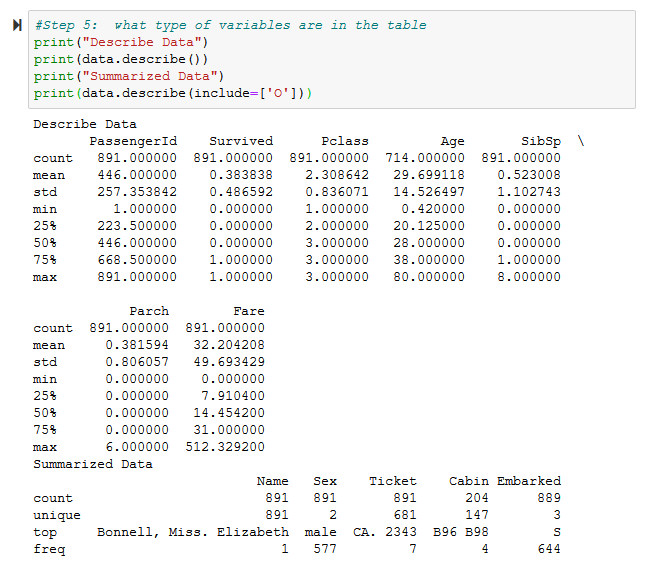 #Step 5:  what type of variables are in the table
print("Describe Data")
print(data.describe())
print("Summarized Data")
print(data.describe(include=['O']))
Describe Data
       PassengerId    Survived      Pclass         Age       SibSp  \
count   891.000000  891.000000  891.000000  714.000000  891.000000
mean    446.000000    0.383838    2.308642   29.699118    0.523008
std     257.353842    0.486592    0.836071   14.526497    1.102743
min       1.000000    0.000000    1.000000    0.420000    0.000000
25%     223.500000    0.000000    2.000000   20.125000    0.000000
50%     446.000000    0.000000    3.000000   28.000000    0.000000
75%     668.500000    1.000000    3.000000   38.000000    1.000000
max     891.000000    1.000000    3.000000   80.000000    8.000000
            Parch        Fare
count  891.000000  891.000000
mean     0.381594   32.204208
std      0.806057   49.693429
min      0.000000    0.000000
25%      0.000000    7.910400
50%      0.000000   14.454200
75%      0.000000   31.000000
max      6.000000  512.329200
Summarized Data
                            Name   Sex    Ticket    Cabin Embarked
count                        891   891       891      204      889
unique                       891     2       681      147        3
top     Bonnell, Miss. Elizabeth  male  CA. 2343  B96 B98        S
freq                           1   577         7        4      644